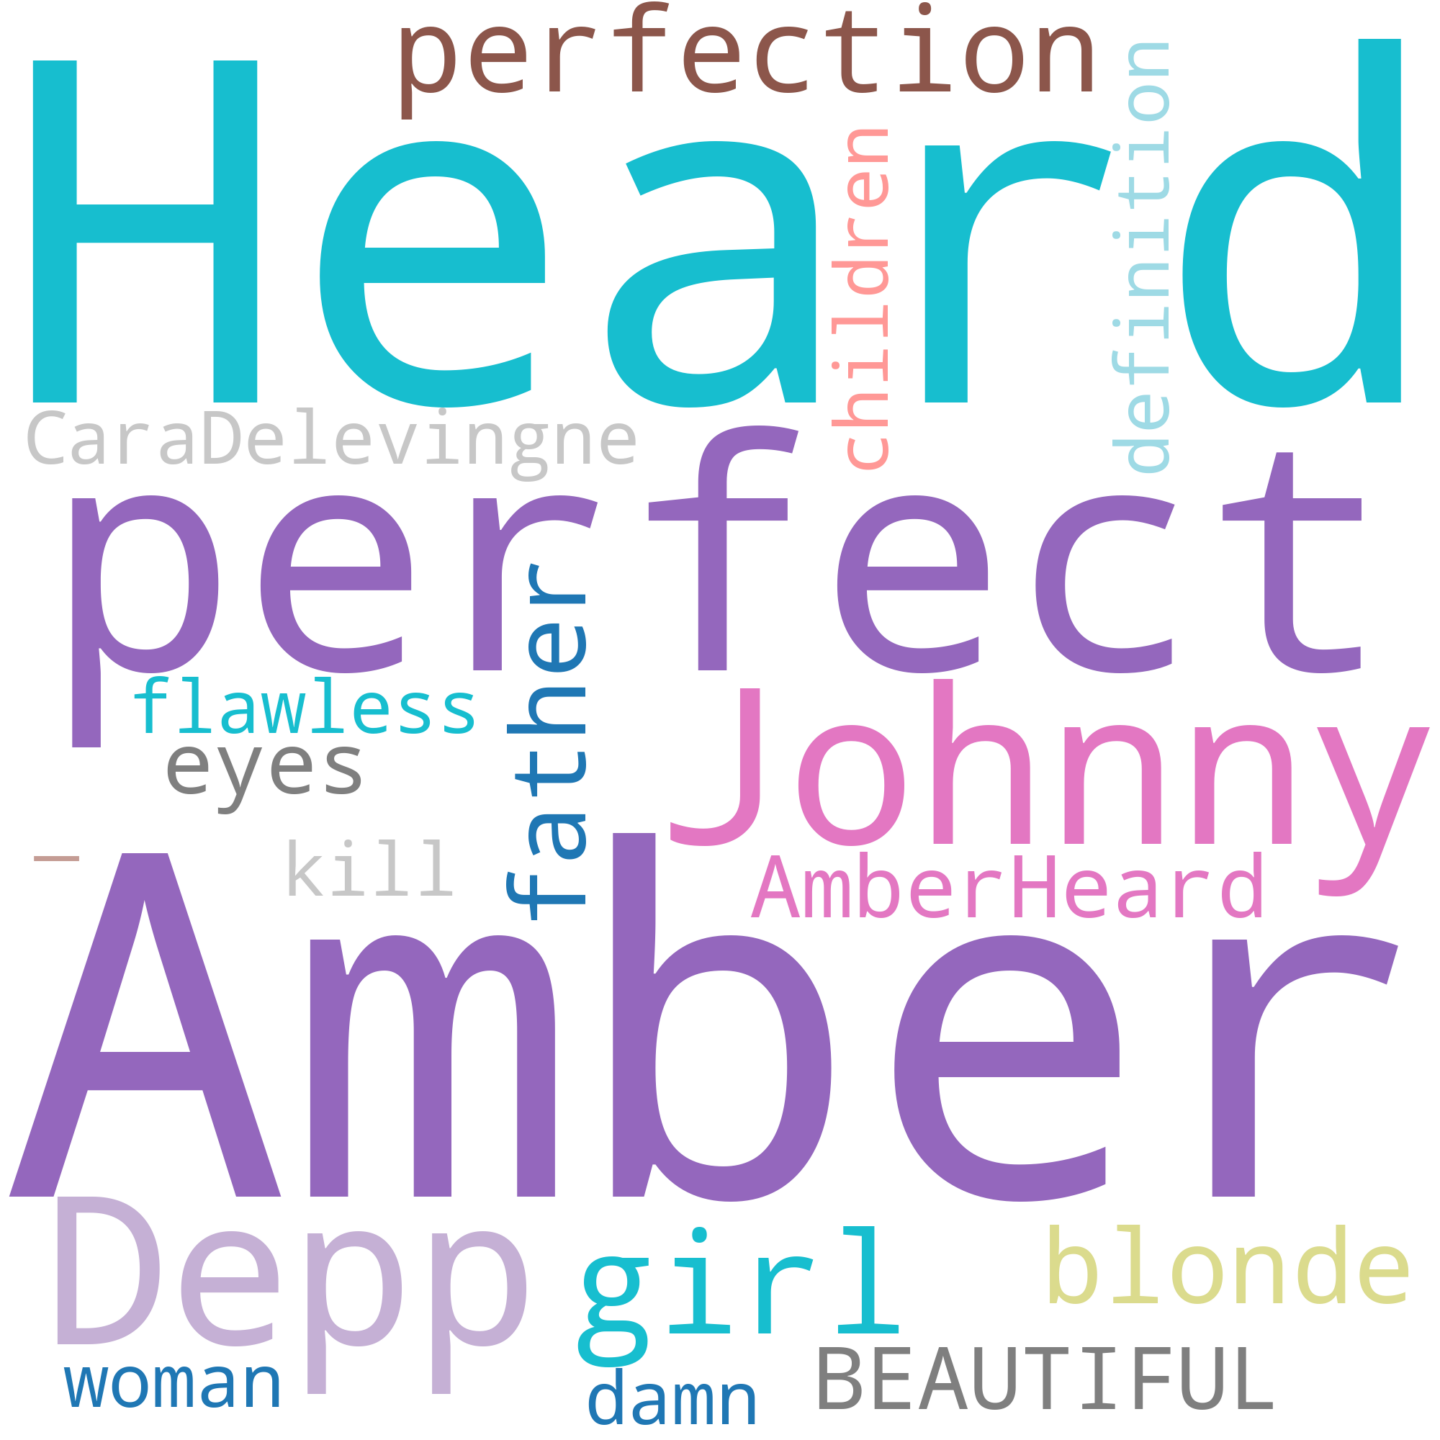 perfection
Heard
children
definition
CaraDelevingne
perfect
father
flawless
Johnny
eyes
kill
AmberHeard
—
Amber
Depp
girl
blonde
woman
damn
BEAUTIFUL